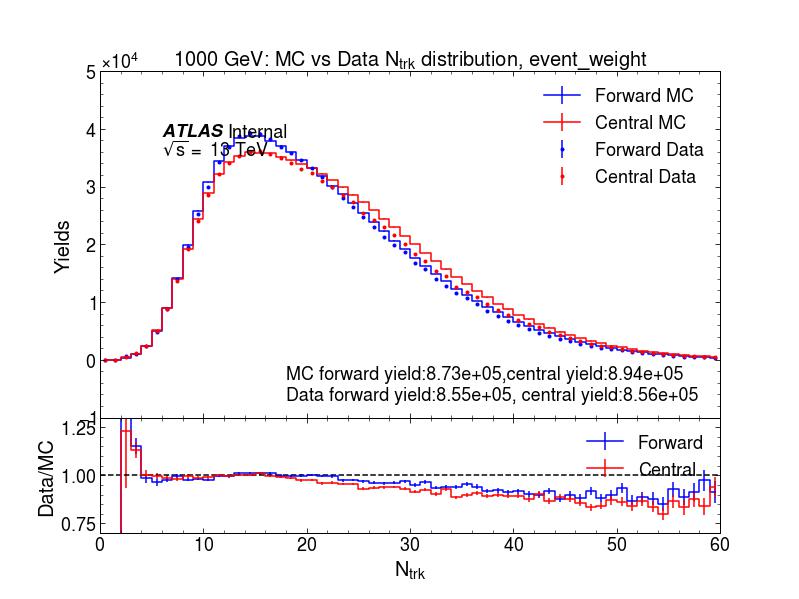 1000 GeV: MC vs Data Ntrk distribution, event_weight
×10⁴
5
4
3
2
1
0
−1
Yields
ATLAS Internal
√s = 13 TeV
Forward MC
Central MC
Forward Data
Central Data
MC forward yield:8.73e+05,central yield:8.94e+05
Data forward yield:8.55e+05, central yield:8.56e+05
1.25
1.00
0.75
Data/MC
Forward
Central
0 10 20 30 40 50 60
Ntrk